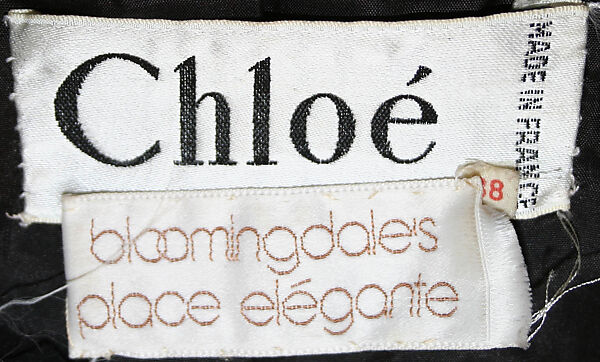 Chloé
MADE IN FRANCE
38
bloomingdale's
place elégante